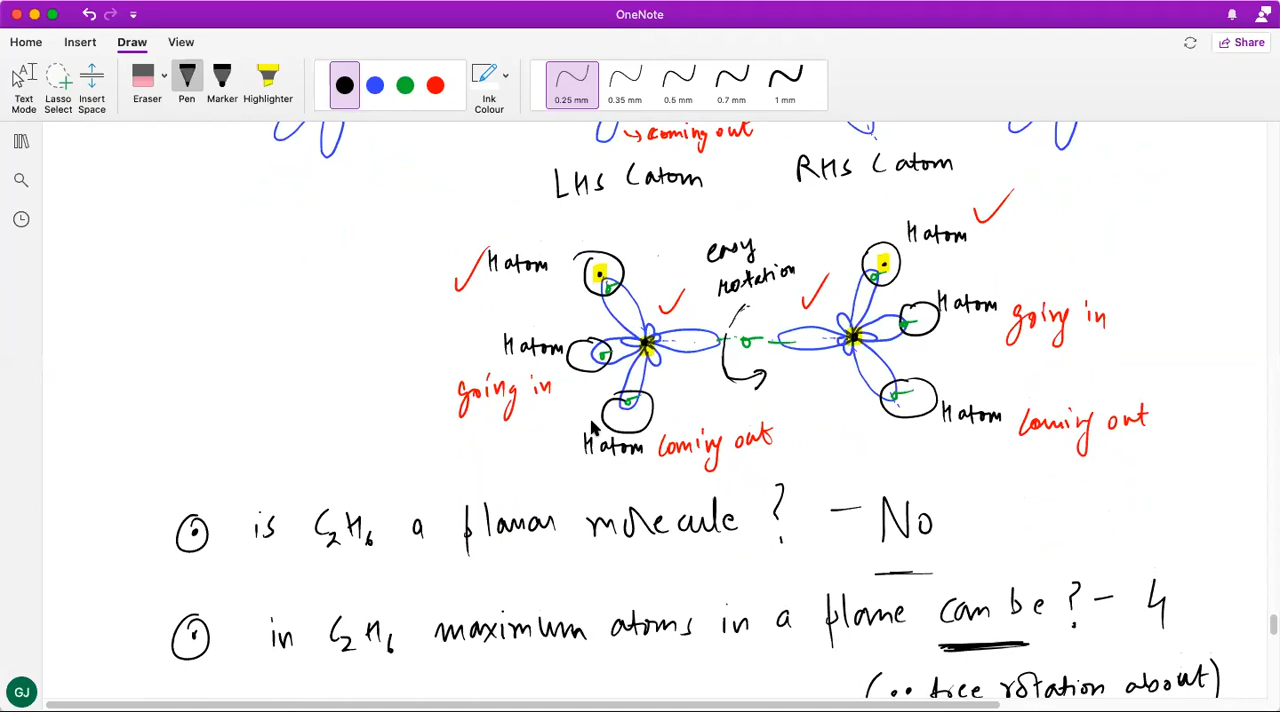 OneNote
Home Insert Draw View
Share
Text Mode
Lasso Select
Insert Space
Eraser
Pen
Marker
Highlighter
Ink Colour
0.25 mm 0.35 mm 0.5 mm 0.7 mm 1 mm
↳coming out
LHS C atom
RHS C atom
H atom
easy rotation
H atom
H atom going in
σ
H atom
going in
H atom coming out
H atom coming out
⊙ is C₂H₆ a planar molecule ? – No
⊙ in C₂H₆ maximum atoms in a plane can be ? – 4
(∵ free rotation about)
GJ